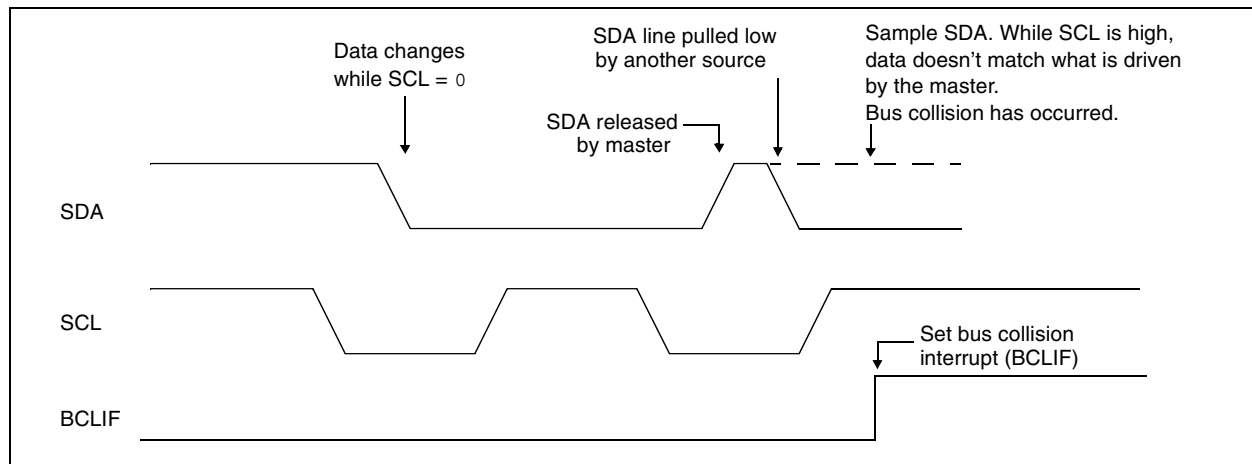 Data changes
while SCL = 0
SDA line pulled low
by another source
Sample SDA. While SCL is high,
data doesn't match what is driven
by the master.
Bus collision has occurred.
SDA released
by master
SDA
SCL
Set bus collision
interrupt (BCLIF)
BCLIF